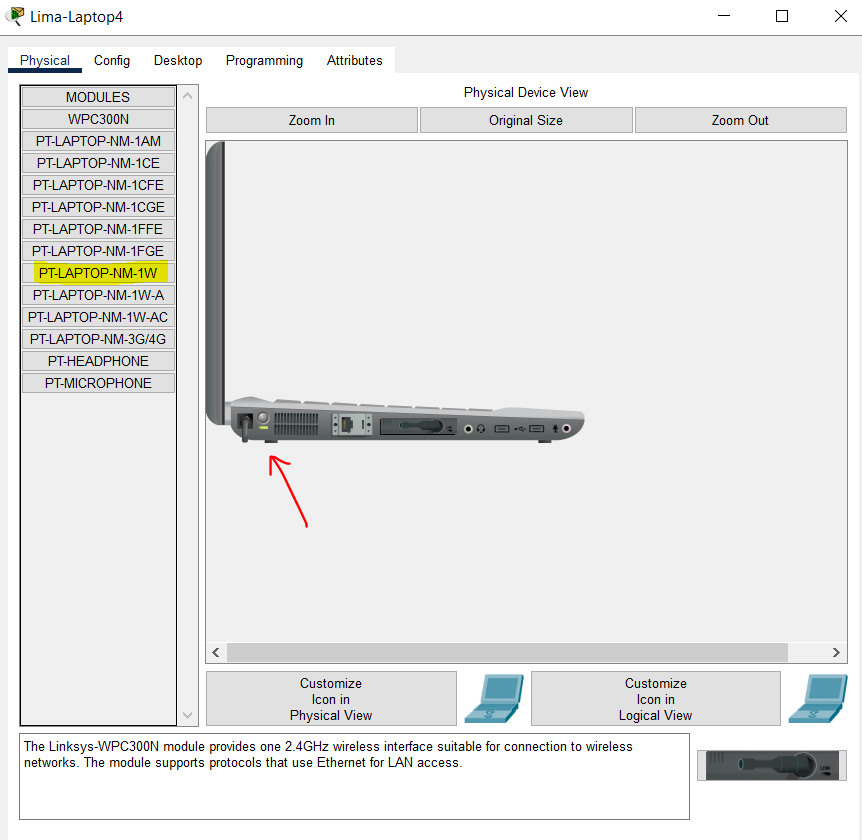 Lima-Laptop4
Physical
Config
Desktop
Programming
Attributes
MODULES
WPC300N
PT-LAPTOP-NM-1AM
PT-LAPTOP-NM-1CE
PT-LAPTOP-NM-1CFE
PT-LAPTOP-NM-1CGE
PT-LAPTOP-NM-1FFE
PT-LAPTOP-NM-1FGE
PT-LAPTOP-NM-1W
PT-LAPTOP-NM-1W-A
PT-LAPTOP-NM-1W-AC
PT-LAPTOP-NM-3G/4G
PT-HEADPHONE
PT-MICROPHONE
Physical Device View
Zoom In
Original Size
Zoom Out
Customize
Icon in
Physical View
Customize
Icon in
Logical View
The Linksys-WPC300N module provides one 2.4GHz wireless interface suitable for connection to wireless
networks. The module supports protocols that use Ethernet for LAN access.
LINK